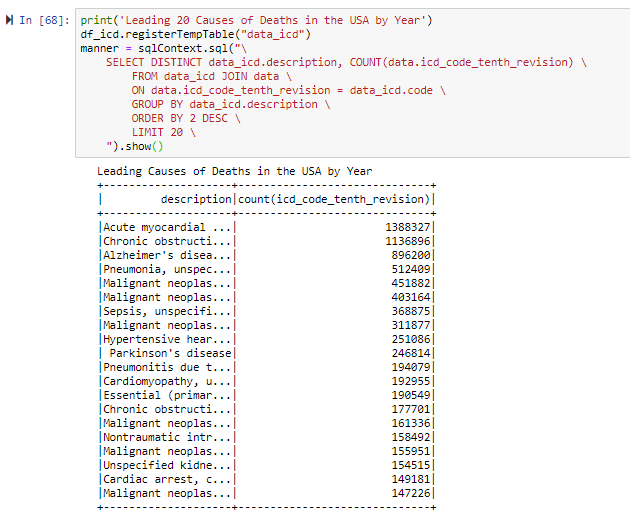 In [68]: print('Leading 20 Causes of Deaths in the USA by Year')
df_icd.registerTempTable("data_icd")
manner = sqlContext.sql("\
SELECT DISTINCT data_icd.description, COUNT(data.icd_code_tenth_revision) \
FROM data_icd JOIN data \
ON data.icd_code_tenth_revision = data_icd.code \
GROUP BY data_icd.description \
ORDER BY 2 DESC \
LIMIT 20 \
").show()
Leading Causes of Deaths in the USA by Year
+--------------------+------------------------------+
|         description|count(icd_code_tenth_revision)|
+--------------------+------------------------------+
|Acute myocardial ...|                       1388327|
|Chronic obstructi...|                       1136896|
|Alzheimer's disea...|                        896200|
|Pneumonia, unspec...|                        512409|
|Malignant neoplas...|                        451882|
|Malignant neoplas...|                        403164|
|Sepsis, unspecifi...|                        368875|
|Malignant neoplas...|                        311877|
|Hypertensive hear...|                        251086|
| Parkinson's disease|                        246814|
|Pneumonitis due t...|                        194079|
|Cardiomyopathy, u...|                        192955|
|Essential (primar...|                        190549|
|Chronic obstructi...|                        177701|
|Malignant neoplas...|                        161336|
|Nontraumatic intr...|                        158492|
|Malignant neoplas...|                        155951|
|Unspecified kidne...|                        154515|
|Cardiac arrest, c...|                        149181|
|Malignant neoplas...|                        147226|
+--------------------+------------------------------+